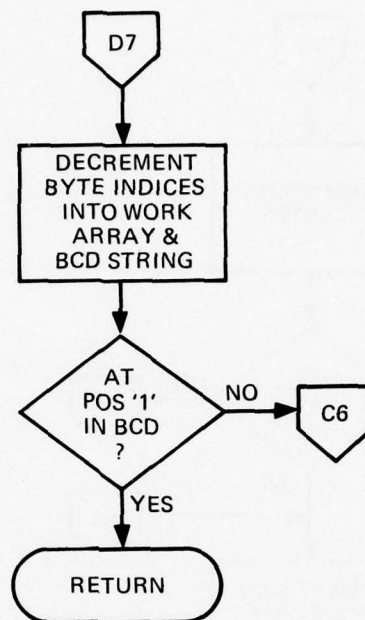 D7
DECREMENT
BYTE INDICES
INTO WORK
ARRAY &
BCD STRING
AT
POS '1'
IN BCD
?
NO
C6
YES
RETURN